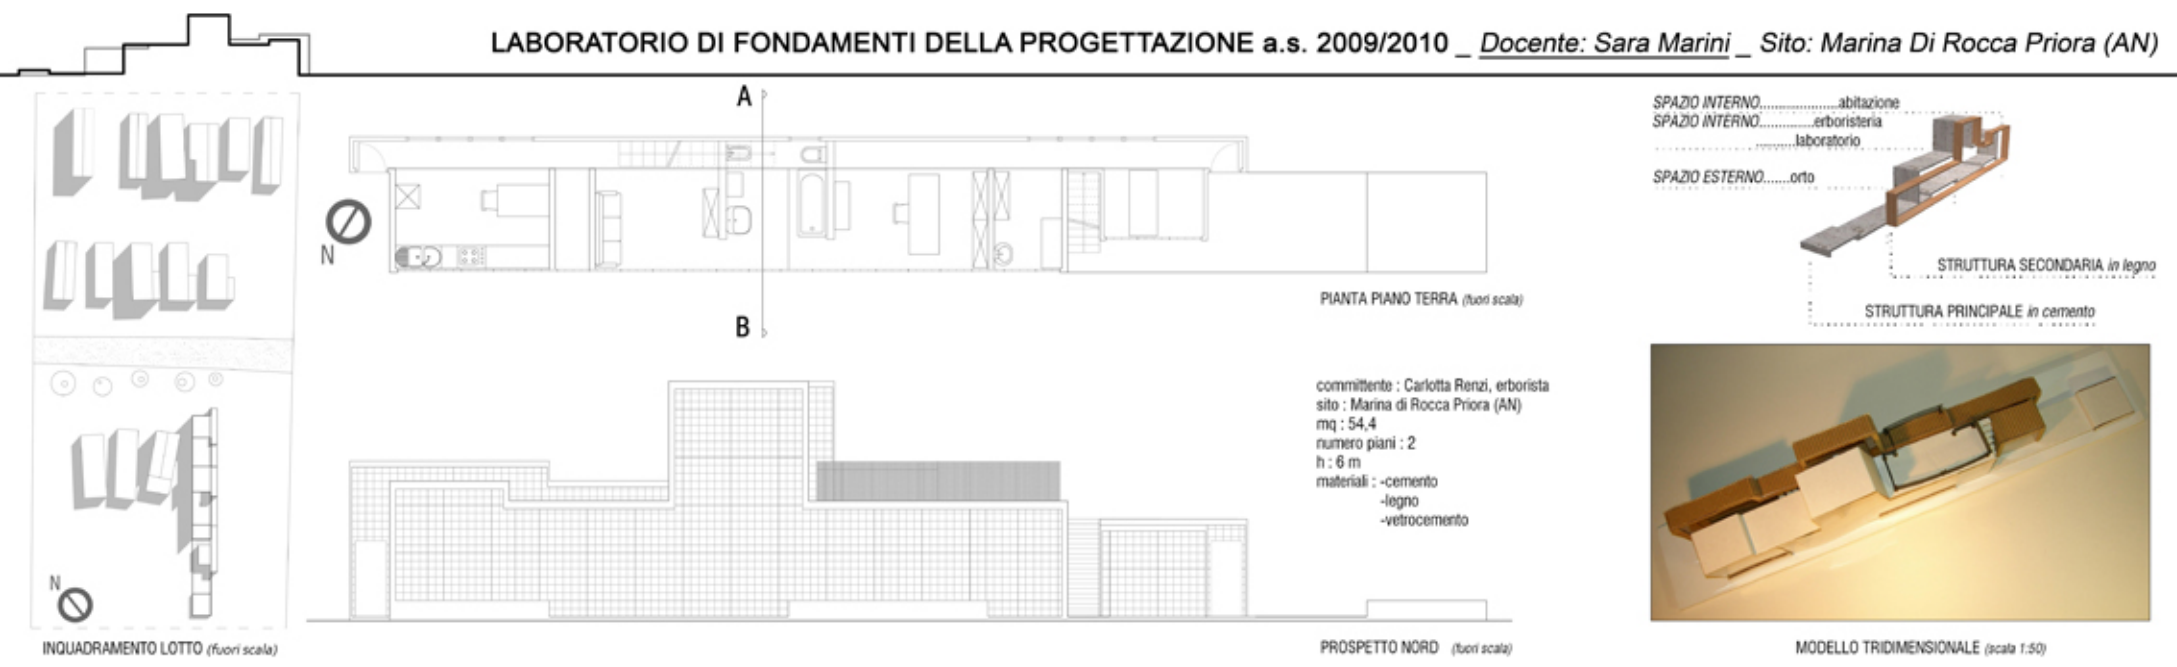 LABORATORIO DI FONDAMENTI DELLA PROGETTAZIONE a.s. 2009/2010 _ Docente: Sara Marini _ Sito: Marina Di Rocca Priora (AN)
A
N
B
PIANTA PIANO TERRA (fuori scala)
SPAZIO INTERNO....................abitazione
SPAZIO INTERNO..............erboristeria
..........laboratorio
SPAZIO ESTERNO.......orto
STRUTTURA SECONDARIA in legno
STRUTTURA PRINCIPALE in cemento
committente : Carlotta Renzi, erborista
sito : Marina di Rocca Priora (AN)
mq : 54,4
numero piani : 2
h : 6 m
materiali : -cemento
-legno
-vetrocemento
N
INQUADRAMENTO LOTTO (fuori scala)
PROSPETTO NORD (fuori scala)
MODELLO TRIDIMENSIONALE (scala 1:50)